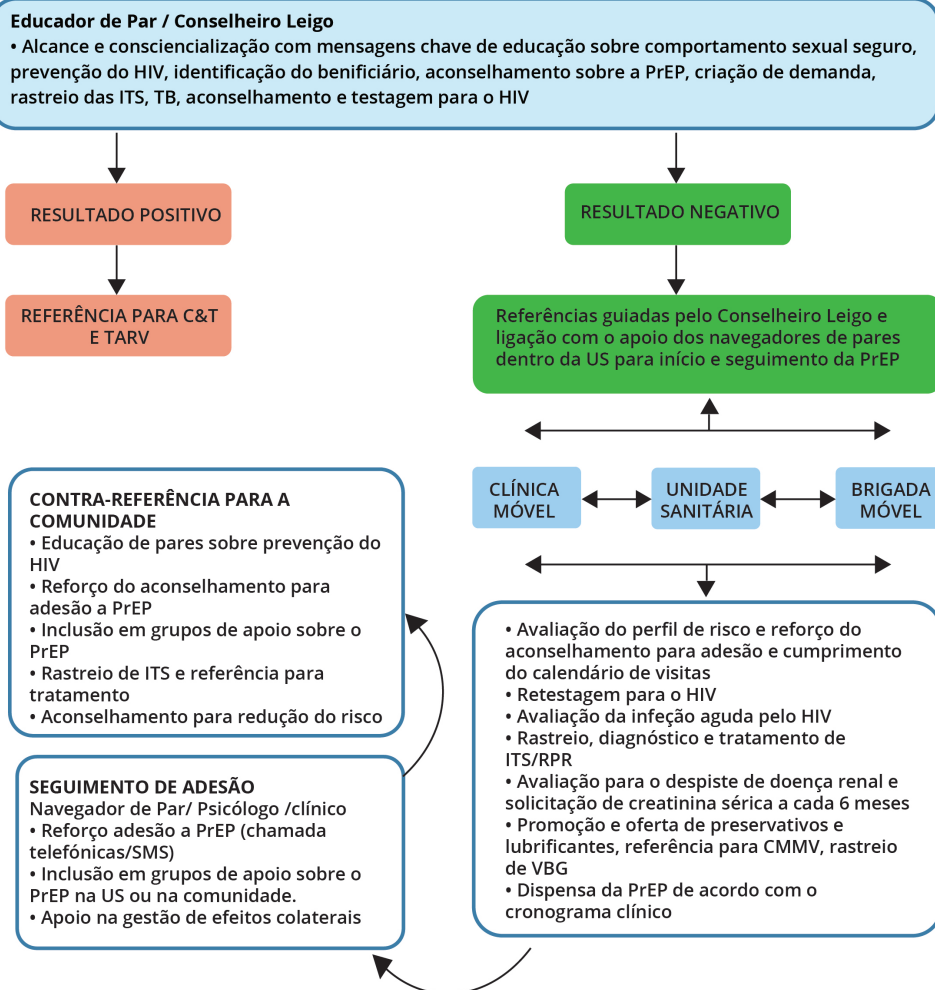 Educador de Par / Conselheiro Leigo
• Alcance e consciencialização com mensagens chave de educação sobre comportamento sexual seguro,
prevenção do HIV, identificação do benificiário, aconselhamento sobre a PrEP, criação de demanda,
rastreio das ITS, TB, aconselhamento e testagem para o HIV
RESULTADO POSITIVO
RESULTADO NEGATIVO
REFERÊNCIA PARA C&T
E TARV
Referências guiadas pelo Conselheiro Leigo e
ligação com o apoio dos navegadores de pares
dentro da US para início e seguimento da PrEP
CLÍNICA
MÓVEL
UNIDADE
SANITÁRIA
BRIGADA
MÓVEL
• Avaliação do perfil de risco e reforço do
aconselhamento para adesão e cumprimento
do calendário de visitas
• Retestagem para o HIV
• Avaliação da infeção aguda pelo HIV
• Rastreio, diagnóstico e tratamento de
ITS/RPR
• Avaliação para o despiste de doença renal e
solicitação de creatinina sérica a cada 6 meses
• Promoção e oferta de preservativos e
lubrificantes, referência para CMMV, rastreio
de VBG
• Dispensa da PrEP de acordo com o
cronograma clínico
CONTRA-REFERÊNCIA PARA A
COMUNIDADE
• Educação de pares sobre prevenção do
HIV
• Reforço do aconselhamento para
adesão a PrEP
• Inclusão em grupos de apoio sobre o
PrEP
• Rastreio de ITS e referência para
tratamento
• Aconselhamento para redução do risco
SEGUIMENTO DE ADESÃO
Navegador de Par/ Psicólogo /clínico
• Reforço adesão a PrEP (chamada
telefónicas/SMS)
• Inclusão em grupos de apoio sobre o
PrEP na US ou na comunidade.
• Apoio na gestão de efeitos colaterais